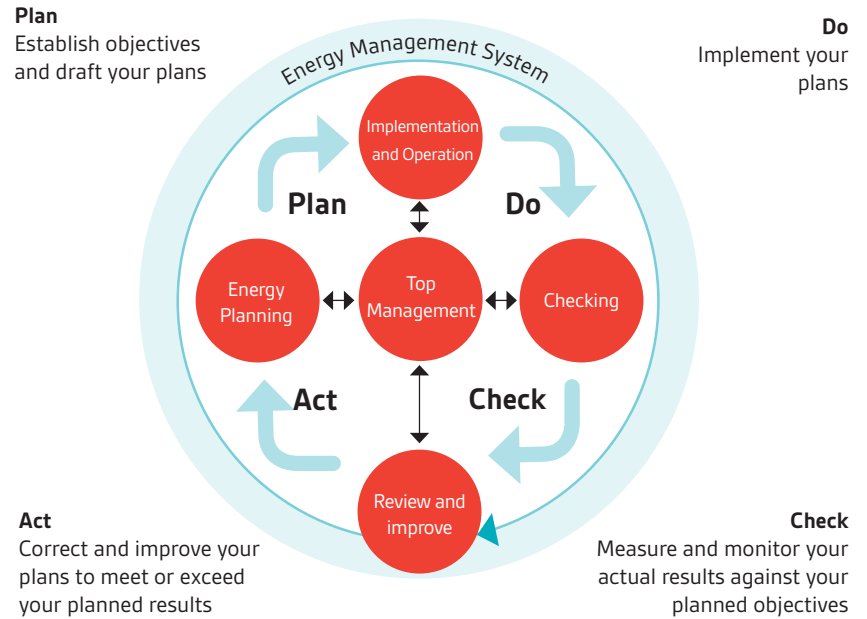 Plan
Establish objectives
and draft your plans
Do
Implement your
plans
Energy Management System
Implementation
and Operation
Plan
Do
Energy
Planning
Top
Management
Checking
Act
Check
Review and
improve
Act
Correct and improve your
plans to meet or exceed
your planned results
Check
Measure and monitor your
actual results against your
planned objectives